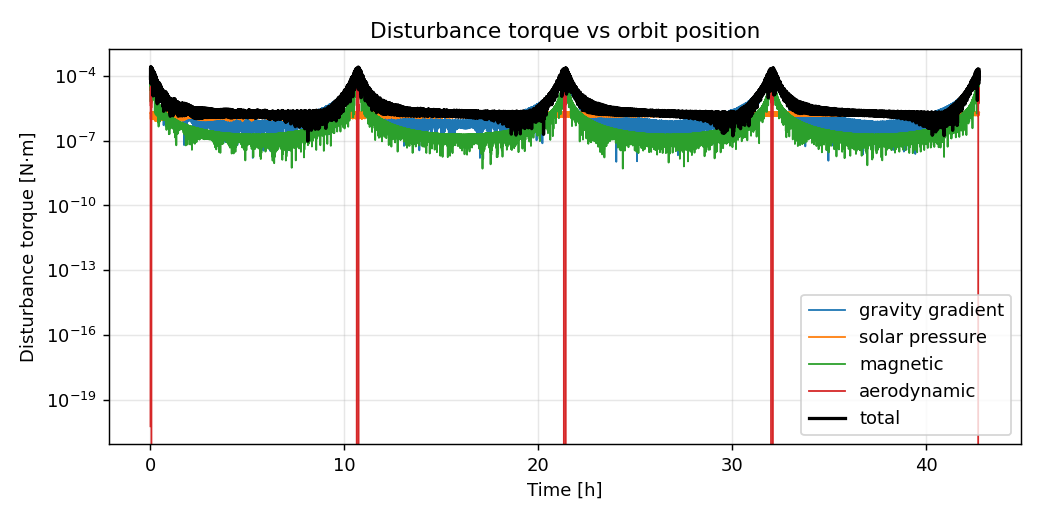 Disturbance torque vs orbit position
Disturbance torque [N·m]
10⁻⁴
10⁻⁷
10⁻¹⁰
10⁻¹³
10⁻¹⁶
10⁻¹⁹
gravity gradient
solar pressure
magnetic
aerodynamic
total
0 10 20 30 40
Time [h]